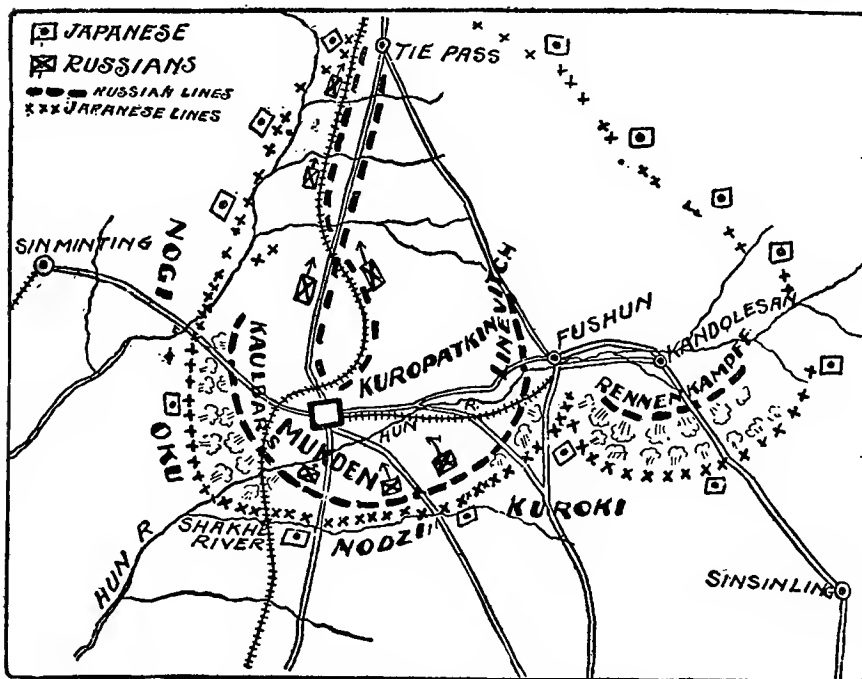 JAPANESE
RUSSIANS
RUSSIAN LINES
JAPANESE LINES
TIE PASS
SINMINTING
NOGI
KAULBARS
KUROPATKIN
LINEVITCH
FUSHUN
KANDOLESAN
RENNENKAMPFF
OKU
MUKDEN
HUN R.
SHAKHE
RIVER
NODZU
KUROKI
HUN R
SINSINLING